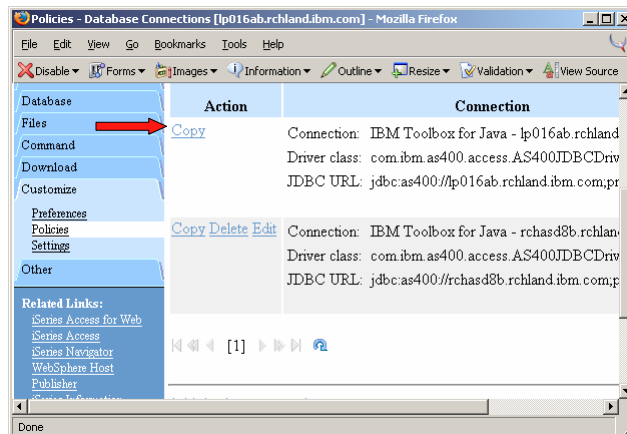 Policies - Database Connections [lp016ab.rchland.ibm.com] - Mozilla Firefox
File Edit View Go Bookmarks Tools Help
Disable Forms Images Information Outline Resize Validation View Source
Database
Files
Command
Download
Customize
Preferences
Policies
Settings
Other
Related Links:
iSeries Access for Web
iSeries Access
iSeries Navigator
WebSphere Host
Publisher
Action Connection
Copy
Connection: IBM Toolbox for Java - lp016ab.rchland
Driver class: com.ibm.as400.access.AS400JDBCDriv
JDBC URL: jdbc:as400://lp016ab.rchland.ibm.com;pr
Copy Delete Edit
Connection: IBM Toolbox for Java - rchasd8b.rchlan
Driver class: com.ibm.as400.access.AS400JDBCDriv
JDBC URL: jdbc:as400://rchasd8b.rchland.ibm.com;p
[1]
Done